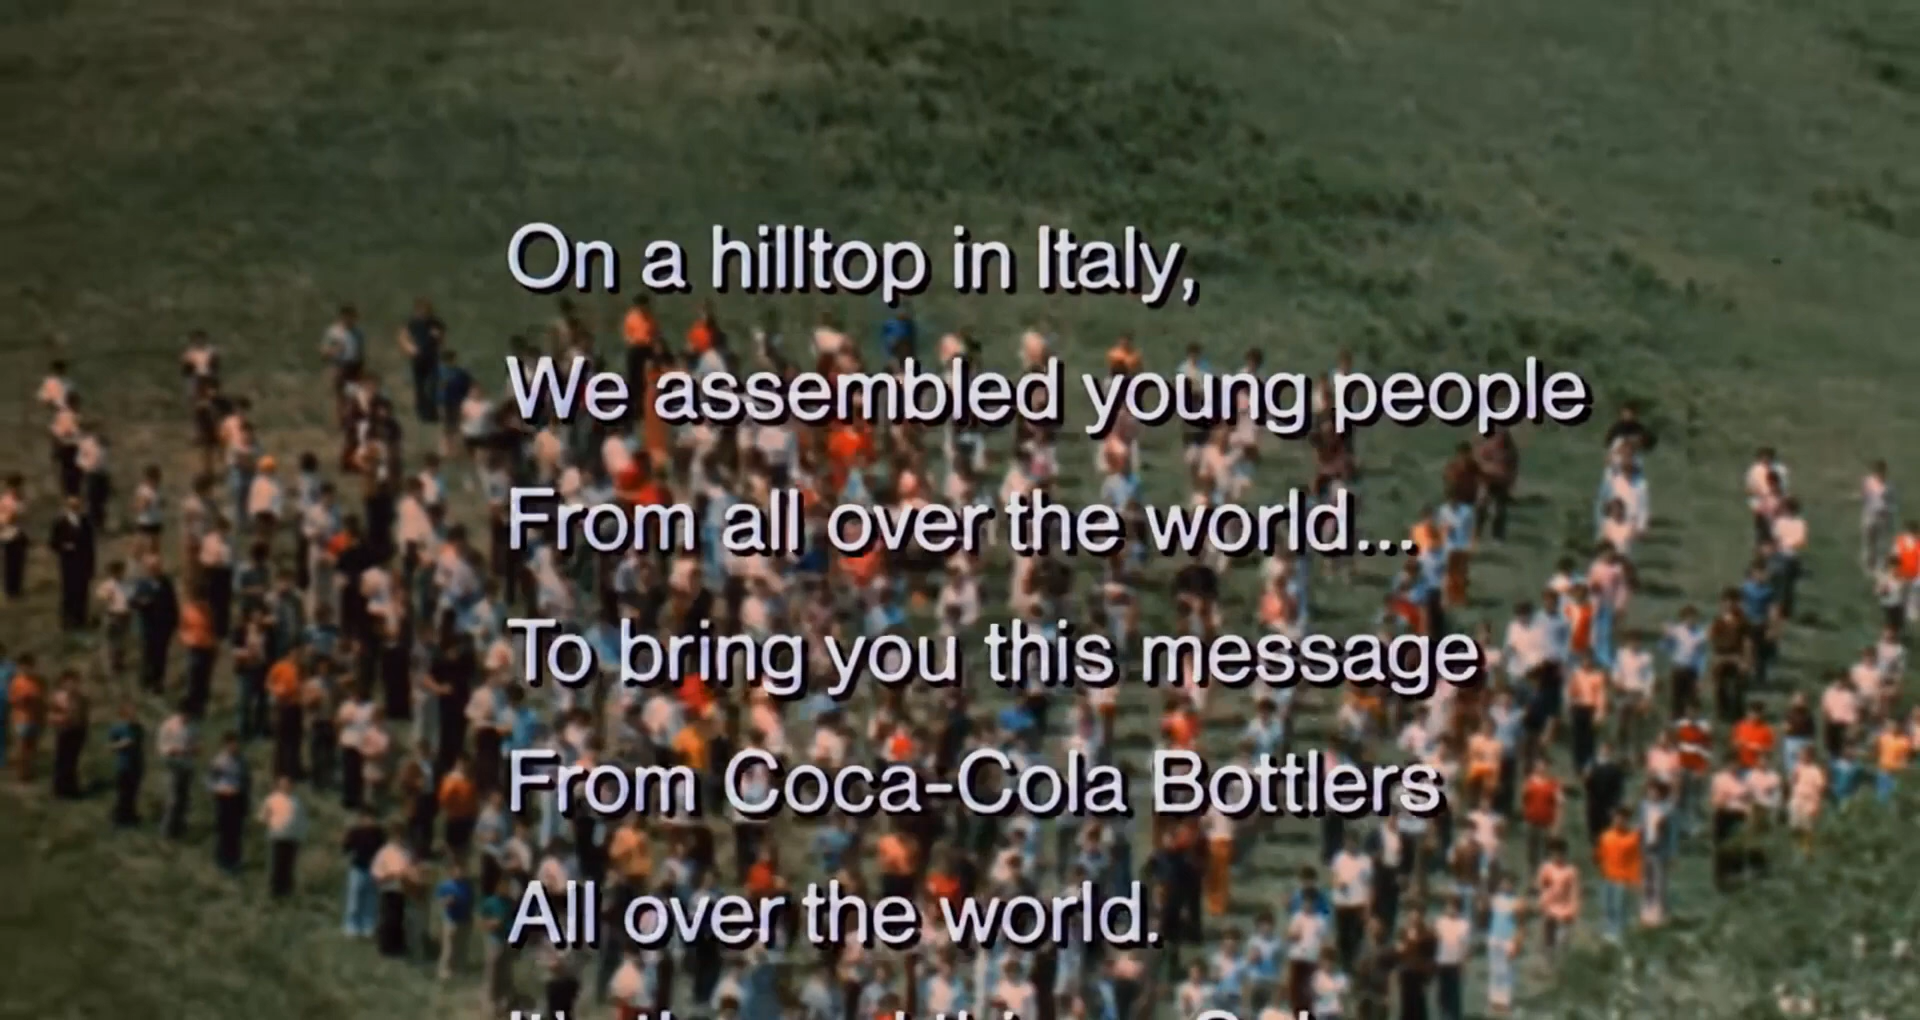 On a hilltop in Italy,
We assembled young people
From all over the world...
To bring you this message
From Coca-Cola Bottlers
All over the world.